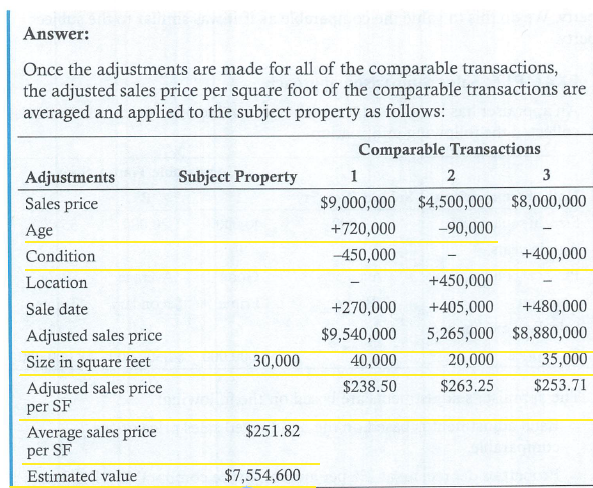 Answer:
Once the adjustments are made for all of the comparable transactions,
the adjusted sales price per square foot of the comparable transactions are
averaged and applied to the subject property as follows:
Comparable Transactions
Adjustments Subject Property 1 2 3
Sales price $9,000,000 $4,500,000 $8,000,000
Age +720,000 –90,000 –
Condition –450,000 – +400,000
Location – +450,000 –
Sale date +270,000 +405,000 +480,000
Adjusted sales price $9,540,000 5,265,000 $8,880,000
Size in square feet 30,000 40,000 20,000 35,000
Adjusted sales price $238.50 $263.25 $253.71
per SF
Average sales price $251.82
per SF
Estimated value $7,554,600